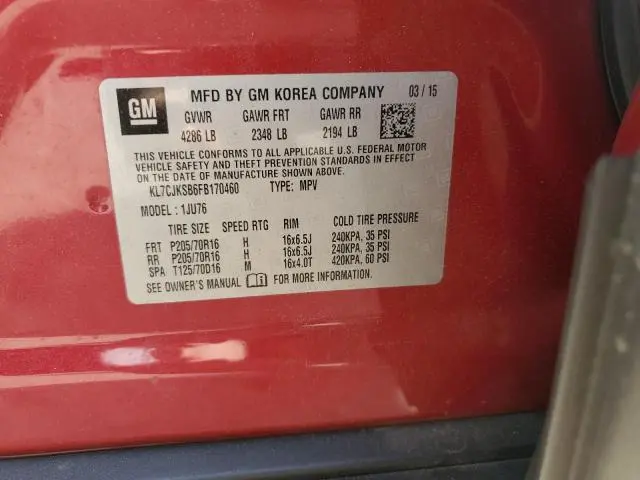 GM
MFD BY GM KOREA COMPANY 03 / 15
GVWR GAWR FRT GAWR RR
4286 LB 2348 LB 2194 LB
THIS VEHICLE CONFORMS TO ALL APPLICABLE U.S. FEDERAL MOTOR
VEHICLE SAFETY AND THEFT PREVENTION STANDARDS IN EFFECT
ON THE DATE OF MANUFACTURE SHOWN ABOVE.
KL7CJKSB6FB170460 TYPE: MPV
MODEL : 1JU76
SPEED RTG RIM COLD TIRE PRESSURE
FRT P205/70R16 H 16x6.5J 240KPA, 35 PSI
RR P205/70R16 H 16x6.5J 240KPA, 35 PSI
SPA T125/70D16 M 16x4.0T 420KPA, 60 PSI
TIRE SIZE
SEE OWNER'S MANUAL FOR MORE INFORMATION.